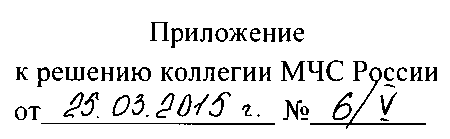 Приложение
к решению коллегии МЧС России
от 25.03.2015 г. № 6/V